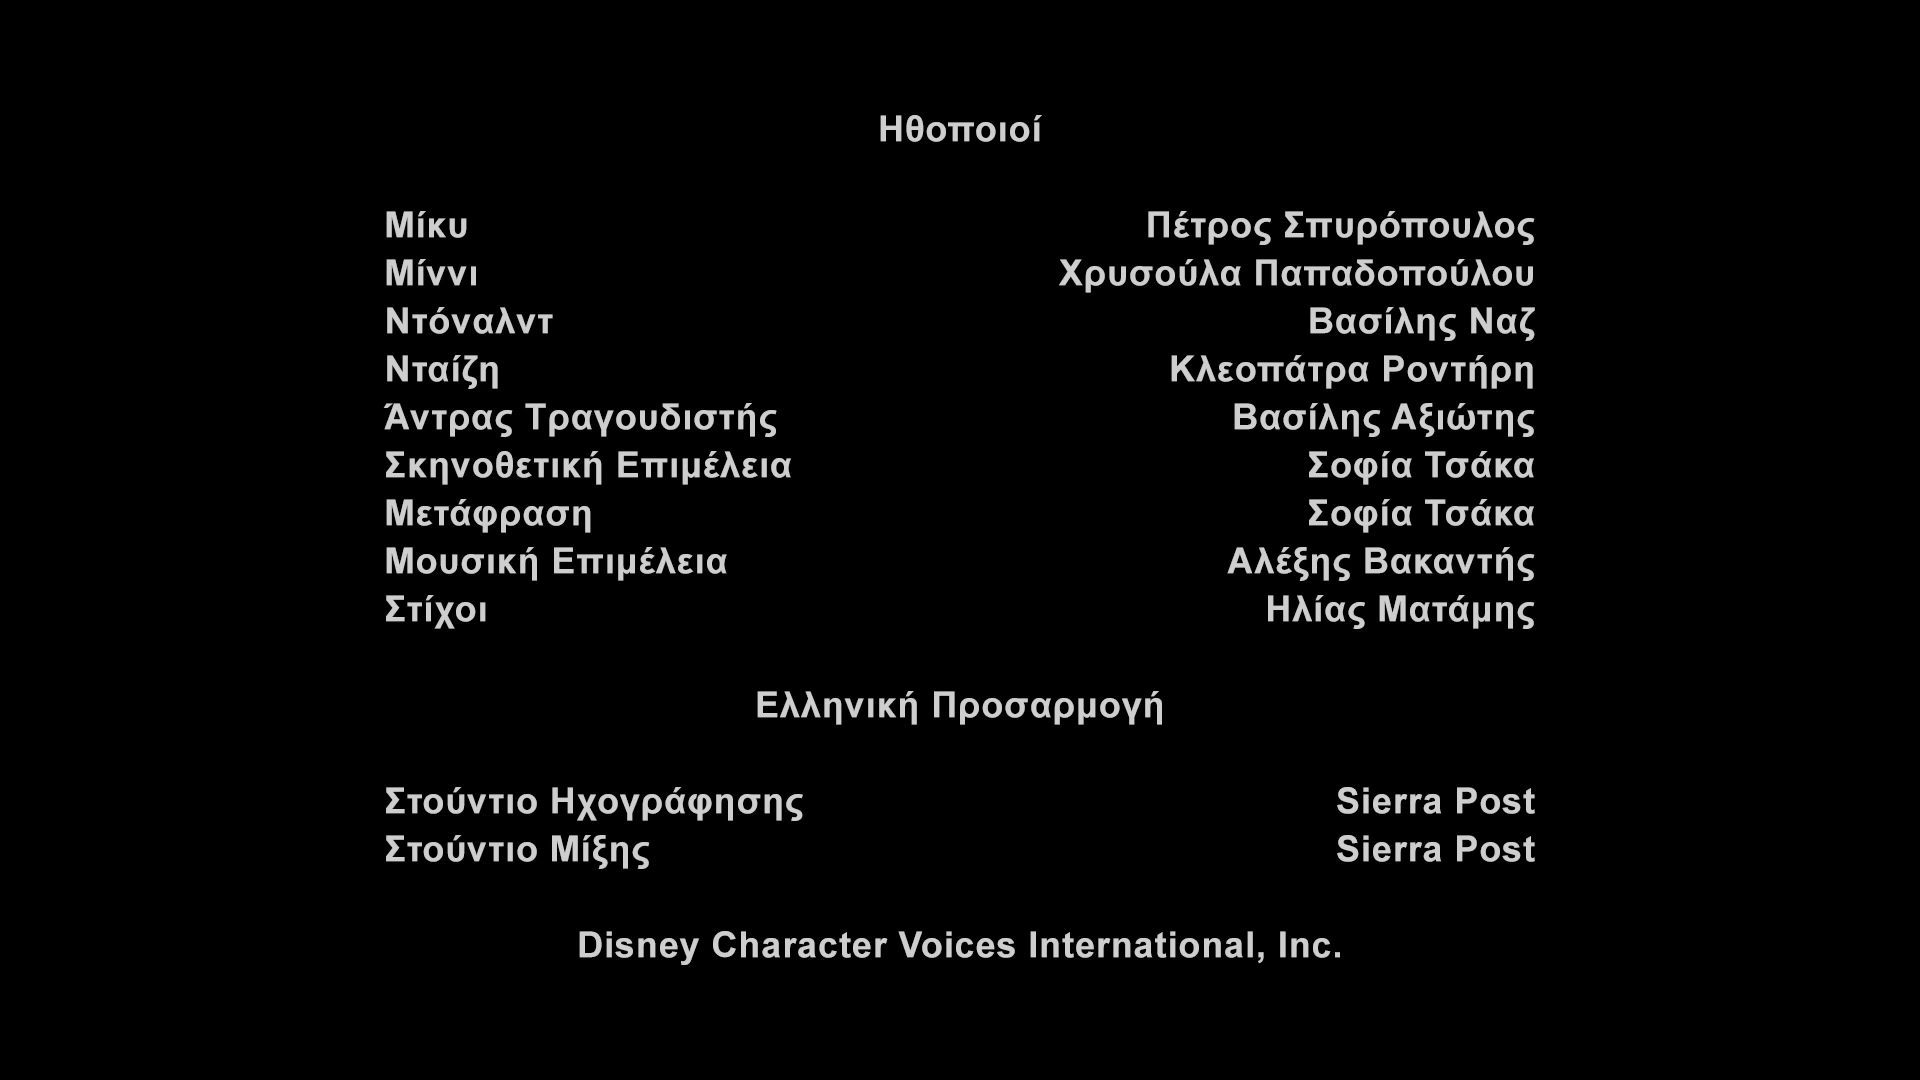 Ηθοποιοί
Μίκυ Πέτρος Σπυρόπουλος
Μίννι Χρυσούλα Παπαδοπούλου
Ντόναλντ Βασίλης Ναζ
Νταίζη Κλεοπάτρα Ροντήρη
Άντρας Τραγουδιστής Βασίλης Αξιώτης
Σκηνοθετική Επιμέλεια Σοφία Τσάκα
Μετάφραση Σοφία Τσάκα
Μουσική Επιμέλεια Αλέξης Βακαντής
Στίχοι Ηλίας Ματάμης
Ελληνική Προσαρμογή
Στούντιο Ηχογράφησης Sierra Post
Στούντιο Μίξης Sierra Post
Disney Character Voices International, Inc.